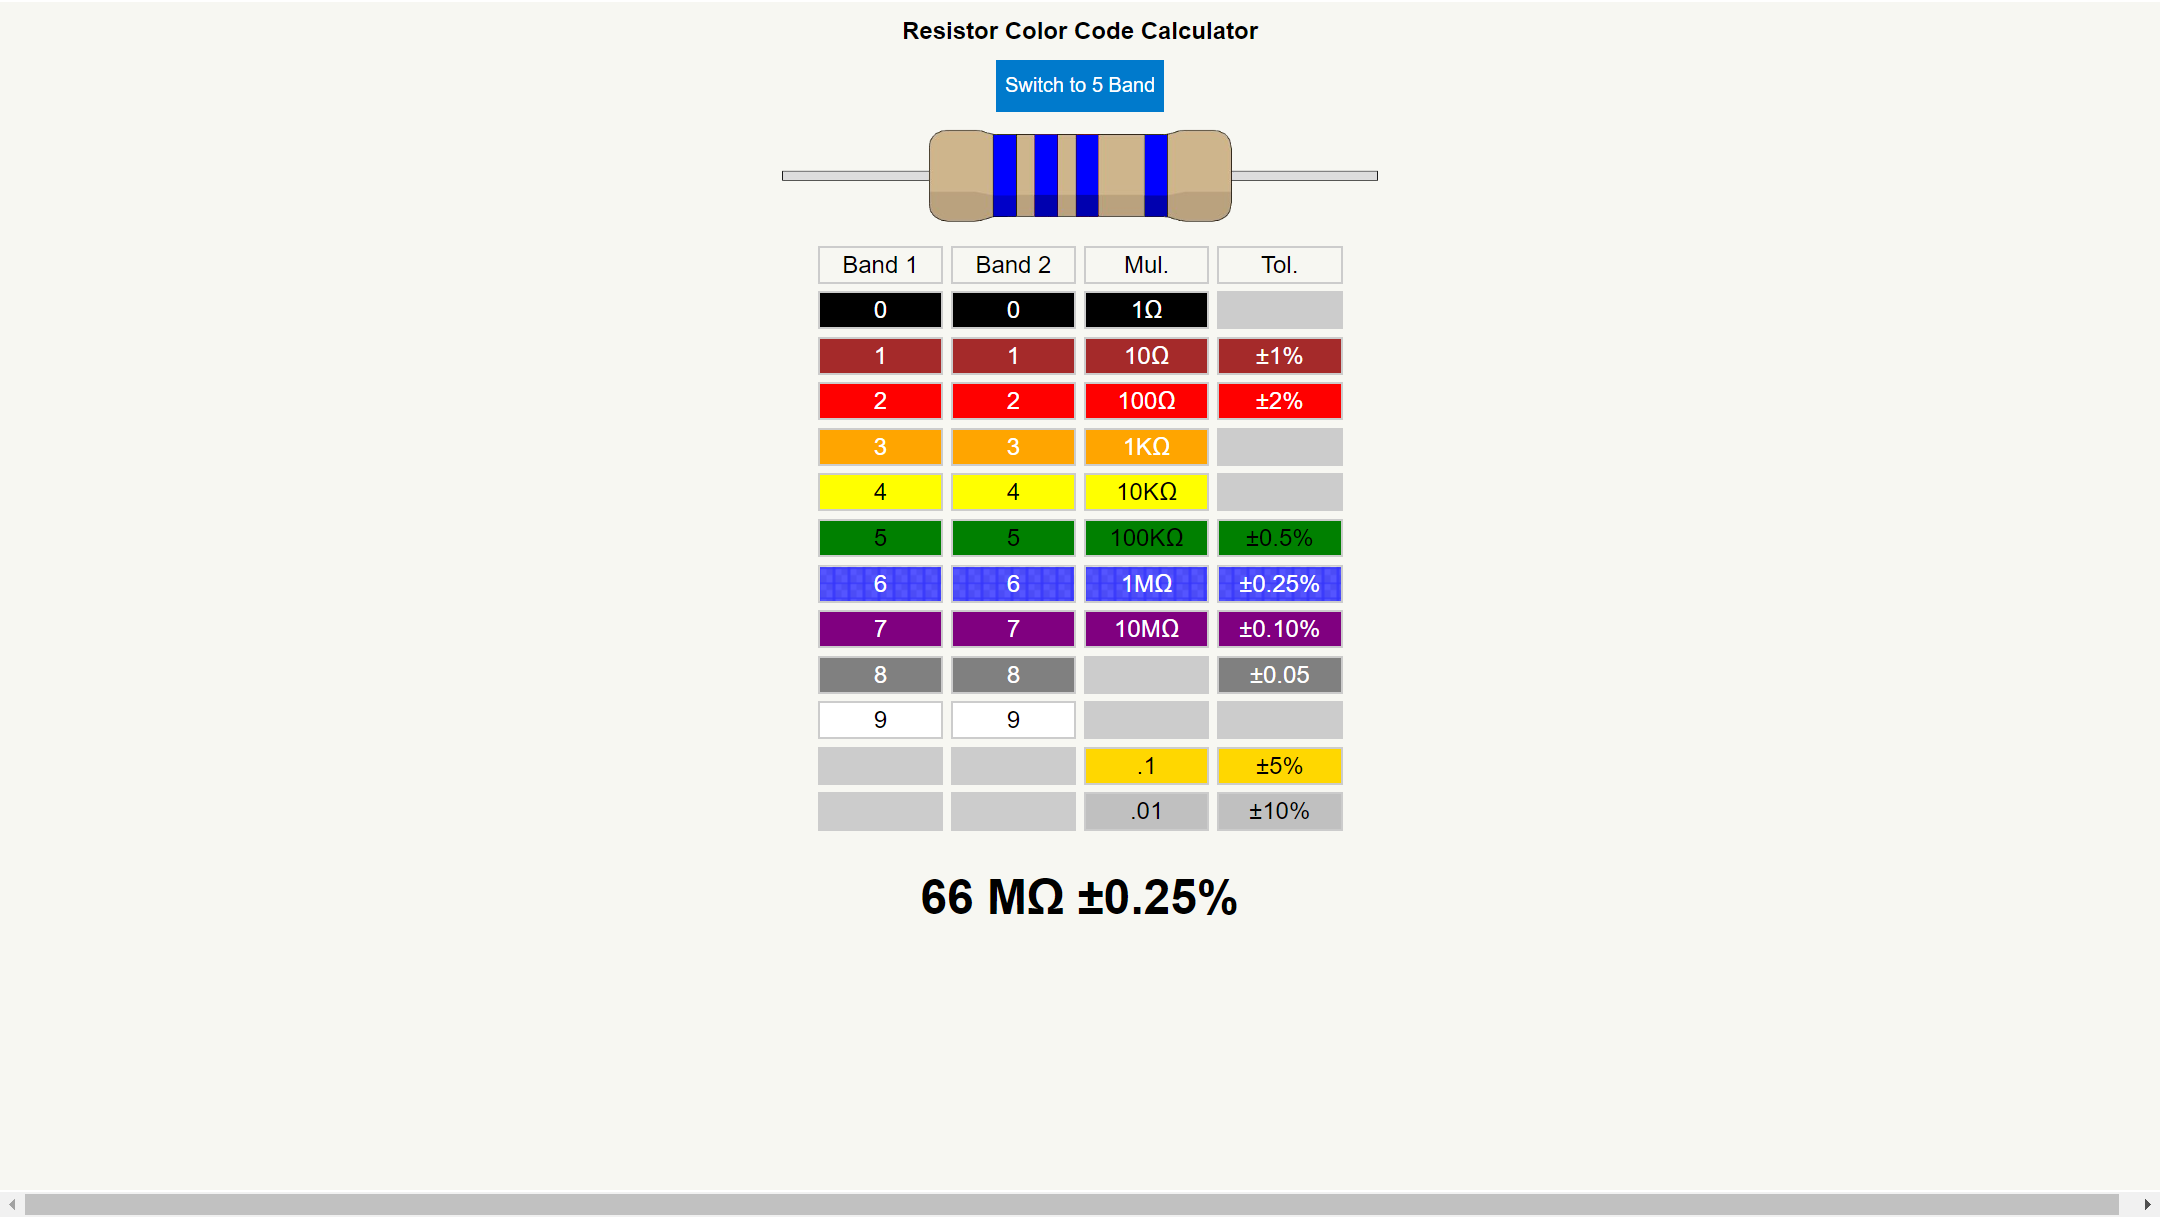 Resistor Color Code Calculator
Switch to 5 Band
Band 1 Band 2 Mul. Tol.
0 0 1Ω
1 1 10Ω ±1%
2 2 100Ω ±2%
3 3 1KΩ
4 4 10KΩ
5 5 100KΩ ±0.5%
6 6 1MΩ ±0.25%
7 7 10MΩ ±0.10%
8 8 ±0.05
9 9
.1 ±5%
.01 ±10%
66 MΩ ±0.25%